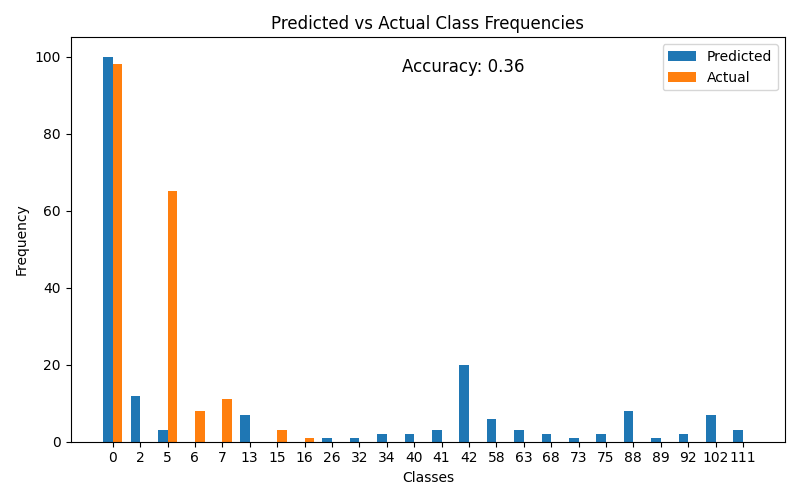 Predicted vs Actual Class Frequencies
Accuracy: 0.36
Predicted
Actual
Frequency
100
80
60
40
20
0
0 2 5 6 7 13 15 16 26 32 34 40 41 42 58 63 68 73 75 88 89 92 102 111
Classes